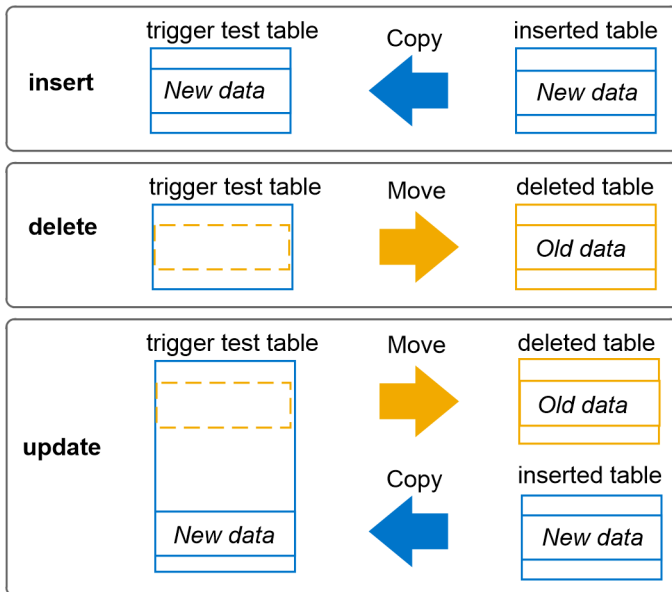 trigger test table
Copy
inserted table
insert
New data
New data
trigger test table
Move
deleted table
delete
Old data
trigger test table
Move
deleted table
Old data
update
Copy
inserted table
New data
New data